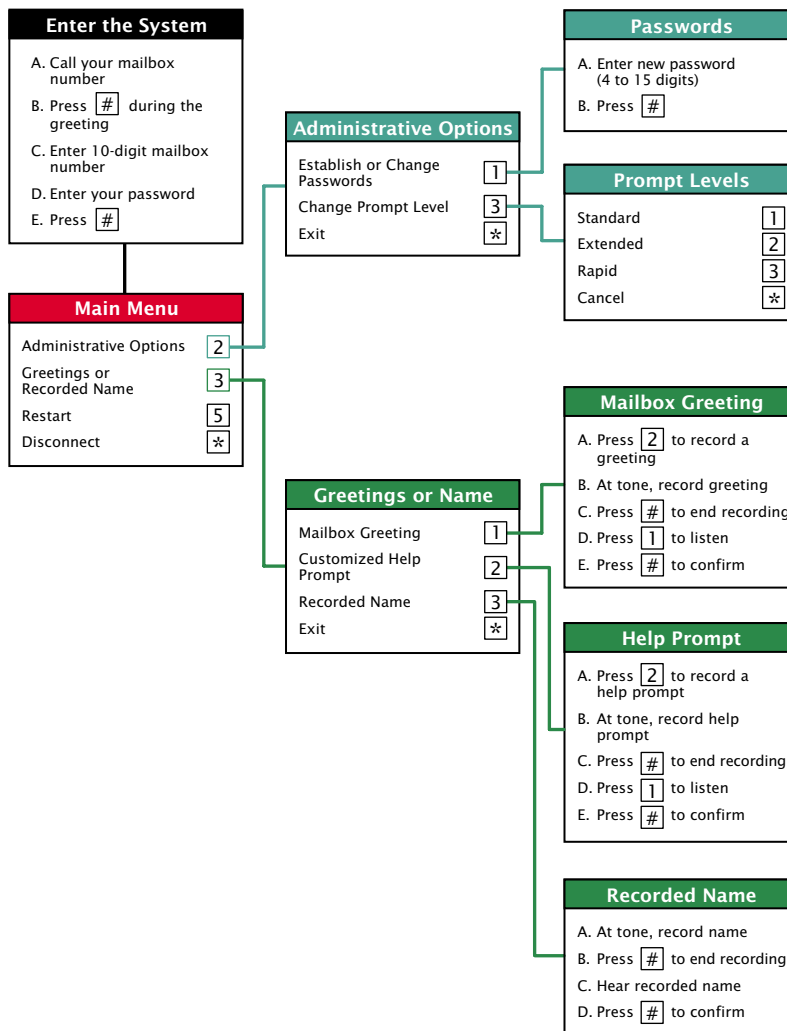 Enter the System
A. Call your mailbox
number
B. Press # during the
greeting
C. Enter 10-digit mailbox
number
D. Enter your password
E. Press #
Main Menu
Administrative Options 2
Greetings or
Recorded Name 3
Restart 5
Disconnect *
Administrative Options
Establish or Change
Passwords 1
Change Prompt Level 3
Exit *
Passwords
A. Enter new password
(4 to 15 digits)
B. Press #
Prompt Levels
Standard 1
Extended 2
Rapid 3
Cancel *
Greetings or Name
Mailbox Greeting 1
Customized Help
Prompt 2
Recorded Name 3
Exit *
Mailbox Greeting
A. Press 2 to record a
greeting
B. At tone, record greeting
C. Press # to end recording
D. Press 1 to listen
E. Press # to confirm
Help Prompt
A. Press 2 to record a
help prompt
B. At tone, record help
prompt
C. Press # to end recording
D. Press 1 to listen
E. Press # to confirm
Recorded Name
A. At tone, record name
B. Press # to end recording
C. Hear recorded name
D. Press # to confirm